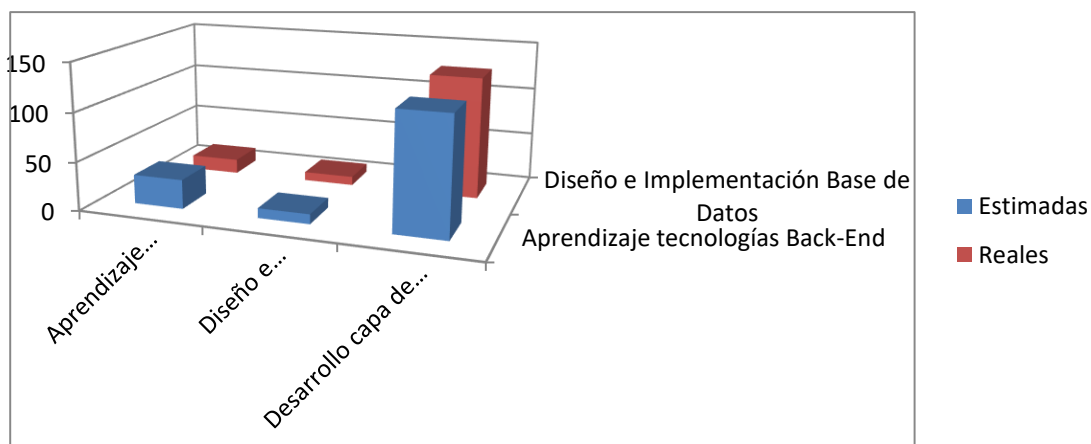 150
100
50
0
Aprendizaje...
Diseño e...
Desarrollo capa de...
Diseño e Implementación Base de
Datos
Aprendizaje tecnologías Back-End
Estimadas
Reales